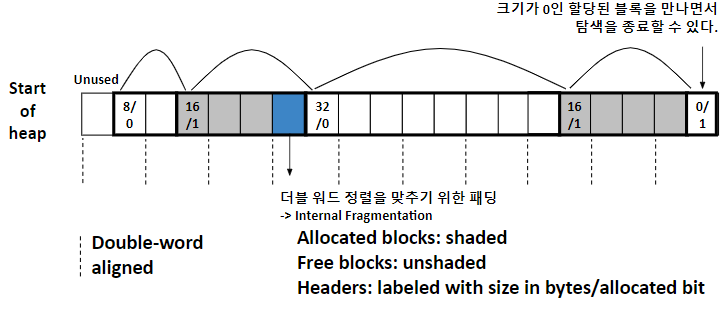 크기가 0인 할당된 블록을 만나면서
탐색을 종료할 수 있다.
Unused
Start
of
heap
8/
0
16
/1
32
/0
16
/1
0/
1
더블 워드 정렬을 맞추기 위한 패딩
-> Internal Fragmentation
Double-word
aligned
Allocated blocks: shaded
Free blocks: unshaded
Headers: labeled with size in bytes/allocated bit